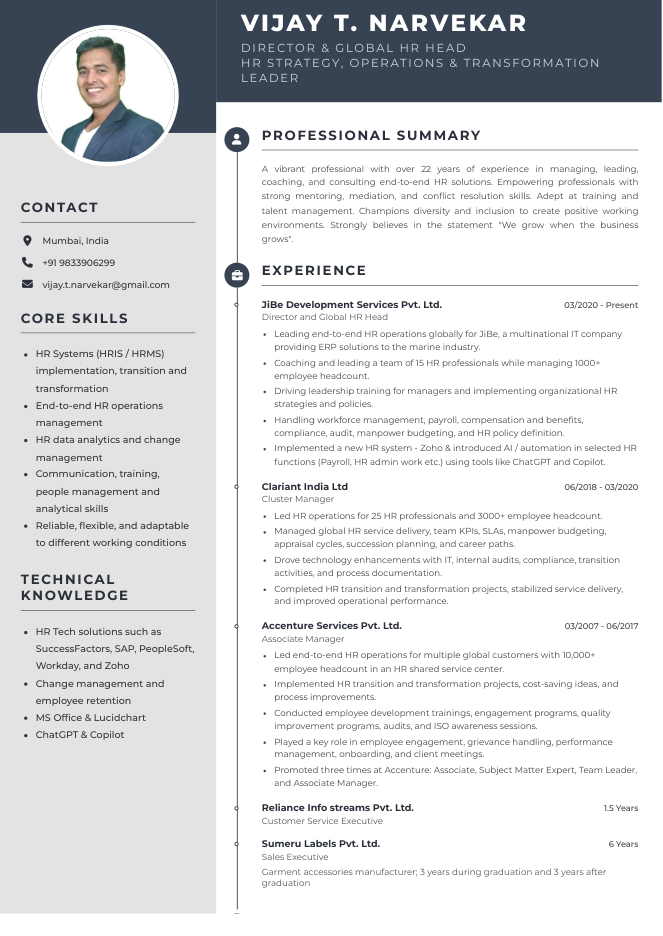 VIJAY T. NARVEKAR
DIRECTOR & GLOBAL HR HEAD
HR STRATEGY, OPERATIONS & TRANSFORMATION
LEADER
CONTACT
Mumbai, India
+91 9833906299
vijay.t.narvekar@gmail.com
CORE SKILLS
• HR Systems (HRIS / HRMS)
implementation, transition and
transformation
• End-to-end HR operations
management
• HR data analytics and change
management
• Communication, training,
people management and
analytical skills
• Reliable, flexible, and adaptable
to different working conditions
TECHNICAL
KNOWLEDGE
• HR Tech solutions such as
SuccessFactors, SAP, PeopleSoft,
Workday, and Zoho
• Change management and
employee retention
• MS Office & Lucidchart
• ChatGPT & Copilot
PROFESSIONAL SUMMARY
A vibrant professional with over 22 years of experience in managing, leading,
coaching, and consulting end-to-end HR solutions. Empowering professionals with
strong mentoring, mediation, and conflict resolution skills. Adept at training and
talent management. Champions diversity and inclusion to create positive working
environments. Strongly believes in the statement "We grow when the business
grows".
EXPERIENCE
JiBe Development Services Pvt. Ltd. 03/2020 - Present
Director and Global HR Head
• Leading end-to-end HR operations globally for JiBe, a multinational IT company
providing ERP solutions to the marine industry.
• Coaching and leading a team of 15 HR professionals while managing 1000+
employee headcount.
• Driving leadership training for managers and implementing organizational HR
strategies and policies.
• Handling workforce management, payroll, compensation and benefits,
compliance, audit, manpower budgeting, and HR policy definition.
• Implemented a new HR system - Zoho & introduced AI / automation in selected HR
functions (Payroll, HR admin work etc.) using tools like ChatGPT and Copilot.
Clariant India Ltd 06/2018 - 03/2020
Cluster Manager
• Led HR operations for 25 HR professionals and 3000+ employee headcount.
• Managed global HR service delivery, team KPIs, SLAs, manpower budgeting,
appraisal cycles, succession planning, and career paths.
• Drove technology enhancements with IT, internal audits, compliance, transition
activities, and process documentation.
• Completed HR transition and transformation projects, stabilized service delivery,
and improved operational performance.
Accenture Services Pvt. Ltd. 03/2007 - 06/2017
Associate Manager
• Led end-to-end HR operations for multiple global customers with 10,000+
employee headcount in an HR shared service center.
• Implemented HR transition and transformation projects, cost-saving ideas, and
process improvements.
• Conducted employee development trainings, engagement programs, quality
improvement programs, audits, and ISO awareness sessions.
• Played a key role in employee engagement, grievance handling, performance
management, onboarding, and client meetings.
• Promoted three times at Accenture: Associate, Subject Matter Expert, Team Leader,
and Associate Manager.
Reliance Info streams Pvt. Ltd. 1.5 Years
Customer Service Executive
Sumeru Labels Pvt. Ltd. 6 Years
Sales Executive
Garment accessories manufacturer; 3 years during graduation and 3 years after
graduation